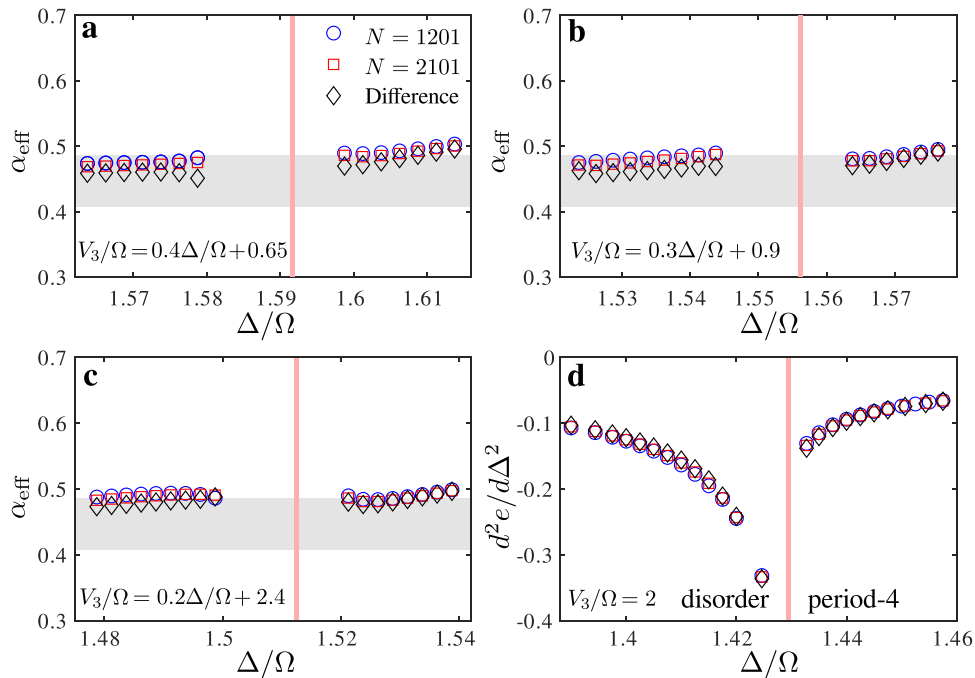 a
N = 1201
N = 2101
Difference
0.7
0.6
0.5
0.4
0.3
α_eff
V₃/Ω = 0.4Δ/Ω + 0.65
1.57 1.58 1.59 1.6 1.61
Δ/Ω
b
0.7
0.6
0.5
0.4
0.3
α_eff
V₃/Ω = 0.3Δ/Ω + 0.9
1.53 1.54 1.55 1.56 1.57
Δ/Ω
c
0.7
0.6
0.5
0.4
0.3
α_eff
V₃/Ω = 0.2Δ/Ω + 2.4
1.48 1.5 1.52 1.54
Δ/Ω
d
0
-0.1
-0.2
-0.3
-0.4
d²e/dΔ²
V₃/Ω = 2 disorder period-4
1.4 1.42 1.44 1.46
Δ/Ω